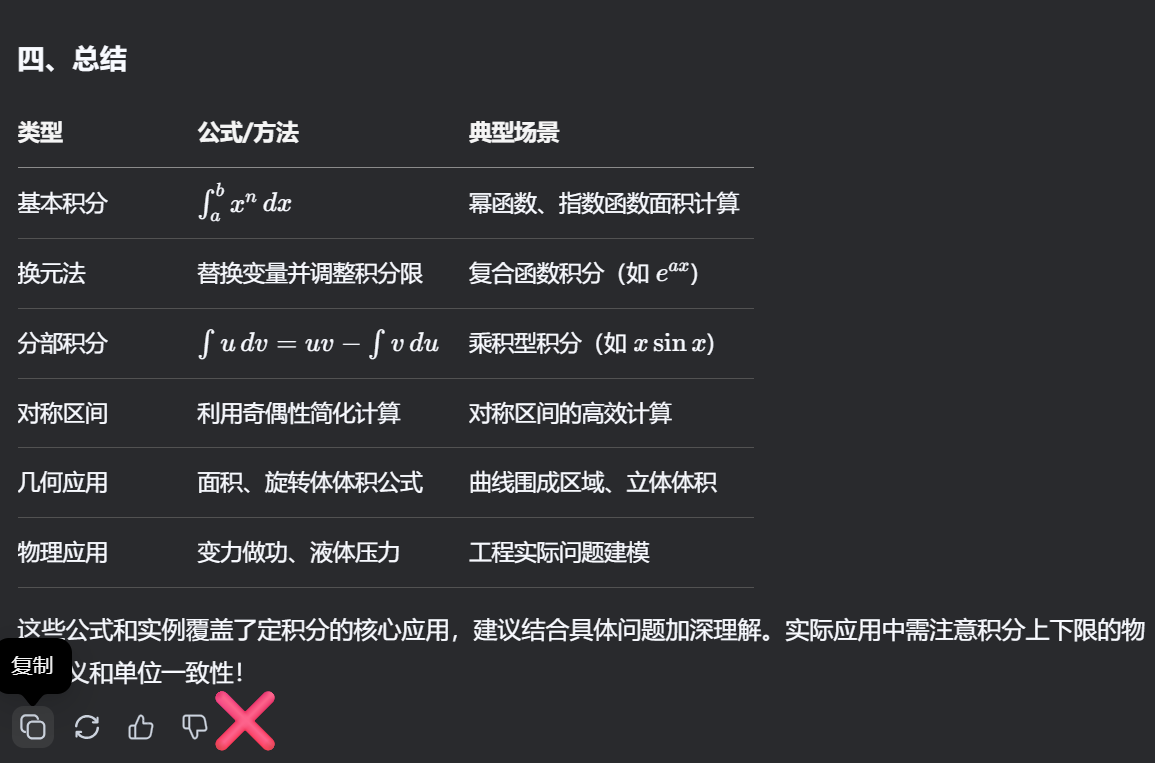 四、总结
类型 公式/方法 典型场景
基本积分 ∫_a^b x^n dx 幂函数、指数函数面积计算
换元法 替换变量并调整积分限 复合函数积分（如 e^{ax}）
分部积分 ∫ u dv = uv − ∫ v du 乘积型积分（如 x sin x）
对称区间 利用奇偶性简化计算 对称区间的高效计算
几何应用 面积、旋转体体积公式 曲线围成区域、立体体积
物理应用 变力做功、液体压力 工程实际问题建模
这些公式和实例覆盖了定积分的核心应用，建议结合具体问题加深理解。实际应用中需注意积分上下限的物
义和单位一致性！
复制